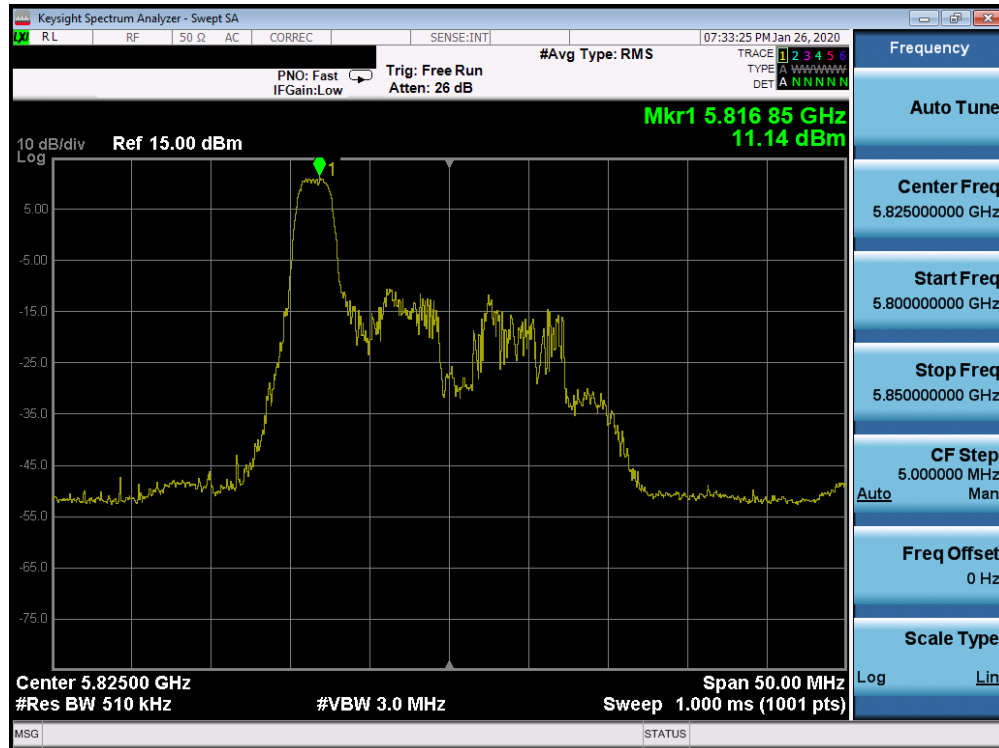 Keysight Spectrum Analyzer - Swept SA
LXI RL RF 50 Ω AC CORREC SENSE:INT 07:33:25 PM Jan 26, 2020
#Avg Type: RMS TRACE 1 2 3 4 5 6
PNO: Fast Trig: Free Run TYPE A WWWWW
IFGain:Low Atten: 26 dB DET A N N N N N
Mkr1 5.816 85 GHz
11.14 dBm
10 dB/div Ref 15.00 dBm
Log
1
5.00
-5.00
-15.0
-25.0
-35.0
-45.0
-55.0
-65.0
-75.0
Center 5.82500 GHz Span 50.00 MHz
#Res BW 510 kHz #VBW 3.0 MHz Sweep 1.000 ms (1001 pts)
MSG STATUS
Frequency
Auto Tune
Center Freq
5.825000000 GHz
Start Freq
5.800000000 GHz
Stop Freq
5.850000000 GHz
CF Step
5.000000 MHz
Auto Man
Freq Offset
0 Hz
Scale Type
Log Lin